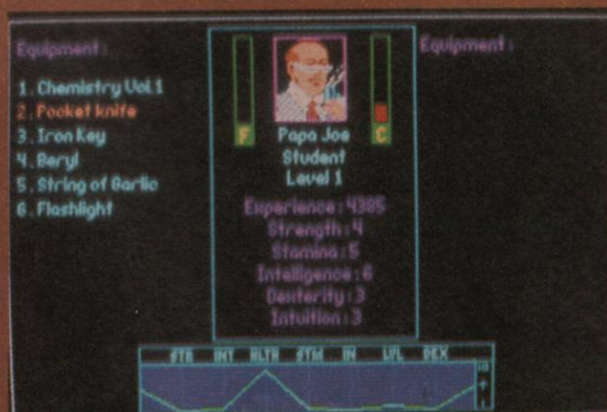 Equipment:
1. Chemistry Vol.1
2. Pocket knife
3. Iron Key
4. Beryl
5. String of Garlic
6. Flashlight
F
C
Papa Joe
Student
Level 1
Experience:4385
Strength:4
Stamina:5
Intelligence:6
Dexterity:3
Intuition:3
Equipment:
STR INT HLTH STM IN LVL DEX